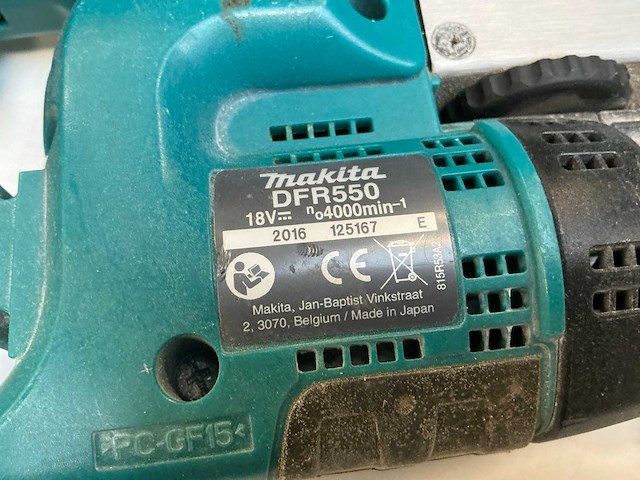 makita
DFR550
18V⎓ no4000min-1
2016 125167 E
CE
815R53A2
Makita, Jan-Baptist Vinkstraat
2, 3070, Belgium / Made in Japan
>PC-GF15<